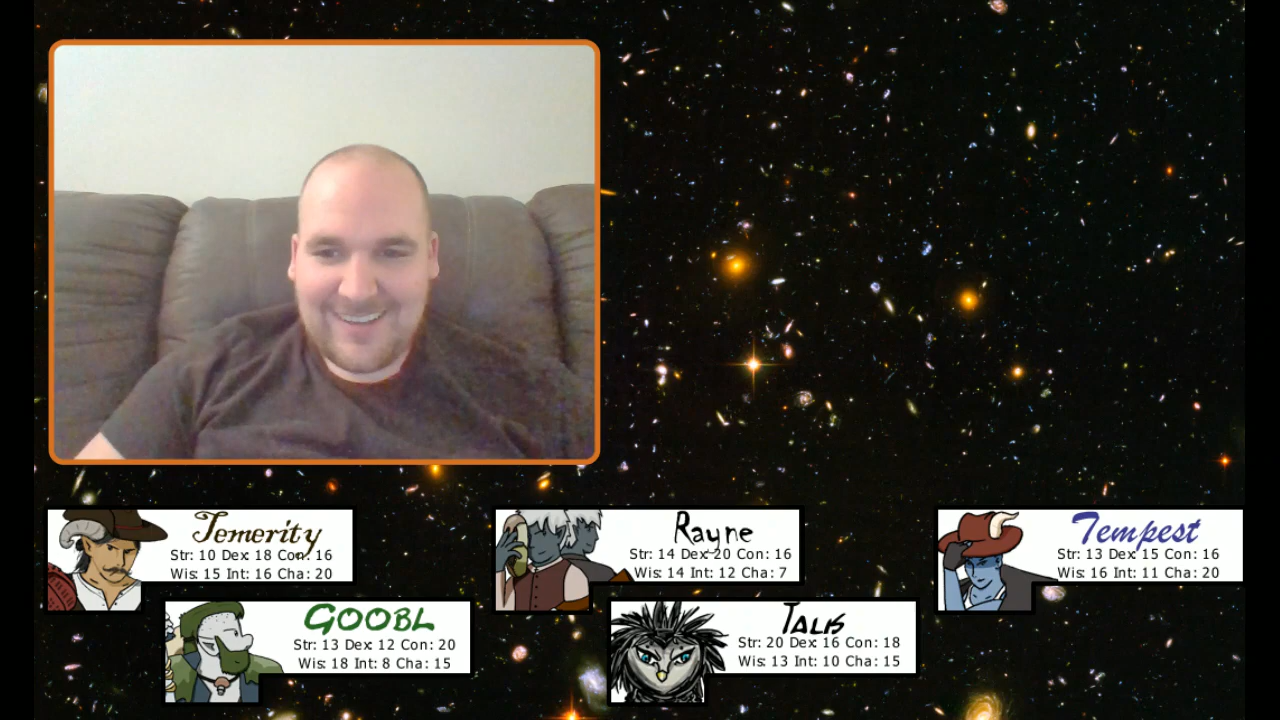 Temerity
Str: 10 Dex: 18 Con: 16
Wis: 15 Int: 16 Cha: 20
Rayne
Str: 14 Dex: 20 Con: 16
Wis: 14 Int: 12 Cha: 7
Tempest
Str: 13 Dex: 15 Con: 16
Wis: 16 Int: 11 Cha: 20
GOOBL
Str: 13 Dex: 12 Con: 20
Wis: 18 Int: 8 Cha: 15
TALIS
Str: 20 Dex: 16 Con: 18
Wis: 13 Int: 10 Cha: 15